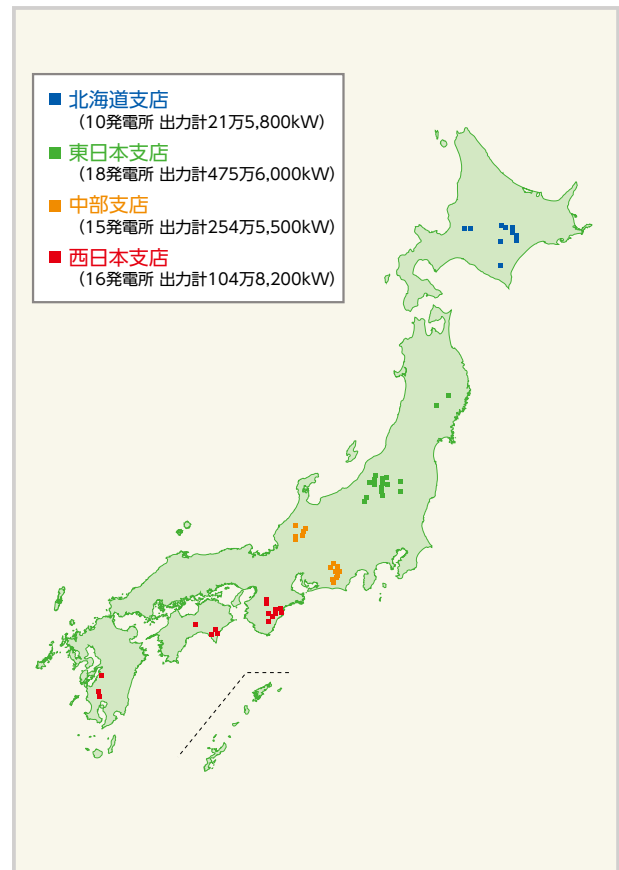 北海道支店
(10発電所 出力計21万5,800kW)
東日本支店
(18発電所 出力計475万6,000kW)
中部支店
(15発電所 出力計254万5,500kW)
西日本支店
(16発電所 出力計104万8,200kW)